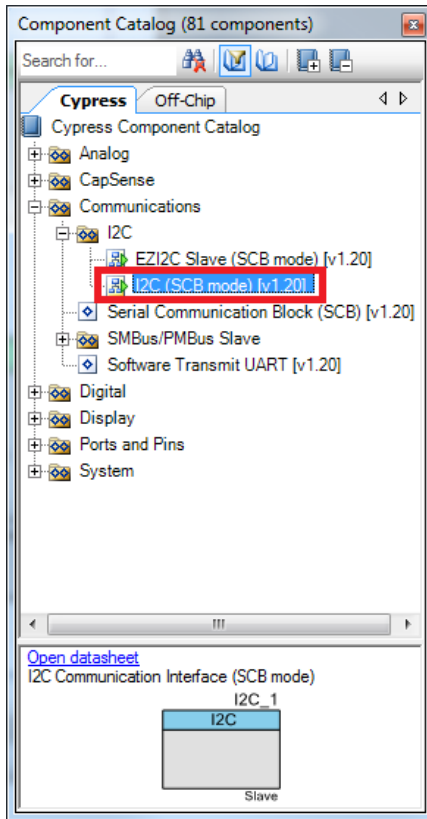 Component Catalog (81 components)
Search for...
Cypress Off-Chip
Cypress Component Catalog
Analog
CapSense
Communications
I2C
EZI2C Slave (SCB mode) [v1.20]
I2C (SCB mode) [v1.20]
Serial Communication Block (SCB) [v1.20]
SMBus/PMBus Slave
Software Transmit UART [v1.20]
Digital
Display
Ports and Pins
System
Open datasheet
I2C Communication Interface (SCB mode)
I2C_1
I2C
Slave